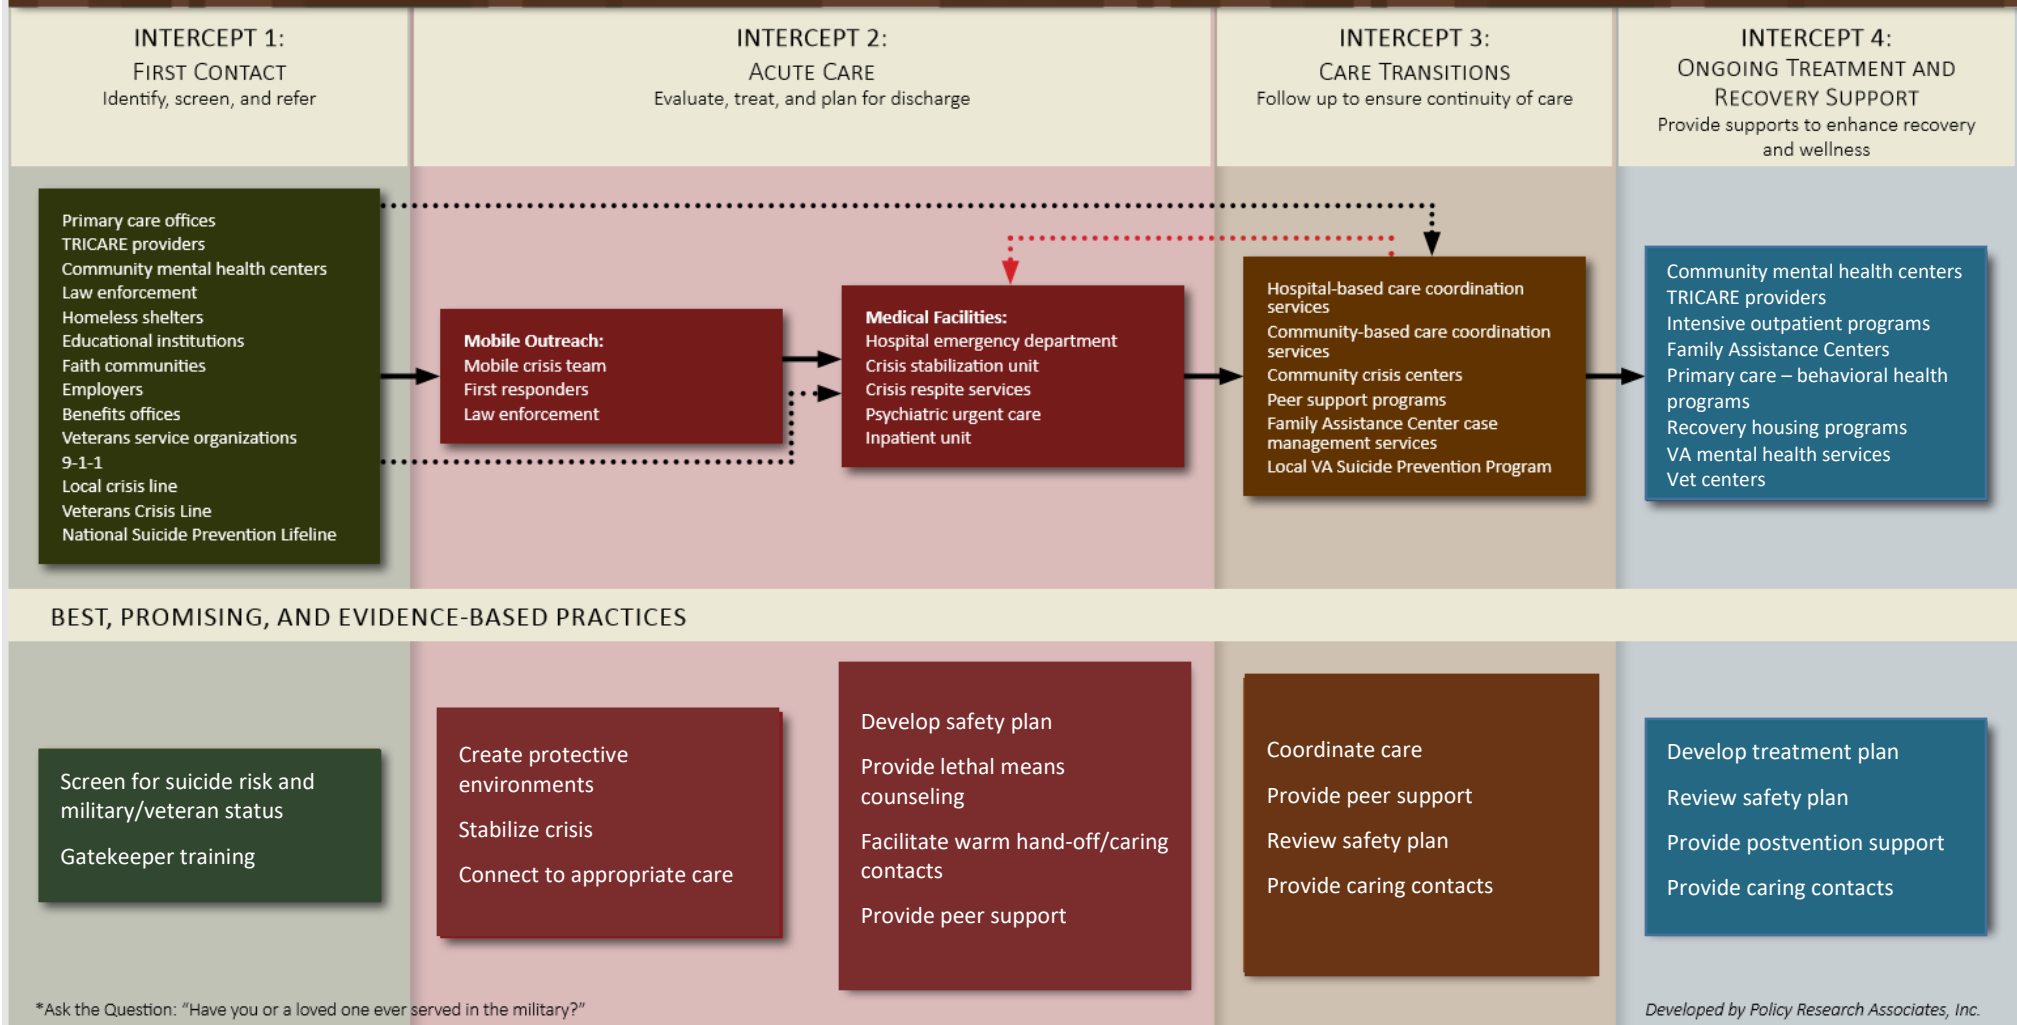 INTERCEPT 1:
FIRST CONTACT
Identify, screen, and refer
INTERCEPT 2:
ACUTE CARE
Evaluate, treat, and plan for discharge
INTERCEPT 3:
CARE TRANSITIONS
Follow up to ensure continuity of care
INTERCEPT 4:
ONGOING TREATMENT AND
RECOVERY SUPPORT
Provide supports to enhance recovery
and wellness
Primary care offices
TRICARE providers
Community mental health centers
Law enforcement
Homeless shelters
Educational institutions
Faith communities
Employers
Benefits offices
Veterans service organizations
9-1-1
Local crisis line
Veterans Crisis Line
National Suicide Prevention Lifeline
Mobile Outreach:
Mobile crisis team
First responders
Law enforcement
Medical Facilities:
Hospital emergency department
Crisis stabilization unit
Crisis respite services
Psychiatric urgent care
Inpatient unit
Hospital-based care coordination
services
Community-based care coordination
services
Community crisis centers
Peer support programs
Family Assistance Center case
management services
Local VA Suicide Prevention Program
Community mental health centers
TRICARE providers
Intensive outpatient programs
Family Assistance Centers
Primary care – behavioral health
programs
Recovery housing programs
VA mental health services
Vet centers
BEST, PROMISING, AND EVIDENCE-BASED PRACTICES
Screen for suicide risk and
military/veteran status
Gatekeeper training
Create protective
environments
Stabilize crisis
Connect to appropriate care
Develop safety plan
Provide lethal means
counseling
Facilitate warm hand-off/caring
contacts
Provide peer support
Coordinate care
Provide peer support
Review safety plan
Provide caring contacts
Develop treatment plan
Review safety plan
Provide postvention support
Provide caring contacts
*Ask the Question: “Have you or a loved one ever served in the military?”
Developed by Policy Research Associates, Inc.